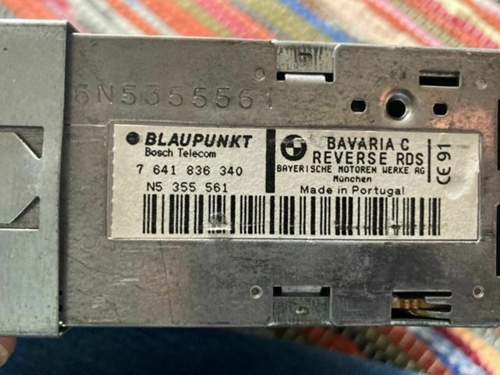 6N5355561
BLAUPUNKT
Bosch Telecom
7 641 836 340
N5 355 561
BAVARIA C
REVERSE RDS
BAYERISCHE MOTOREN WERKE AG
München
Made in Portugal
CE 91